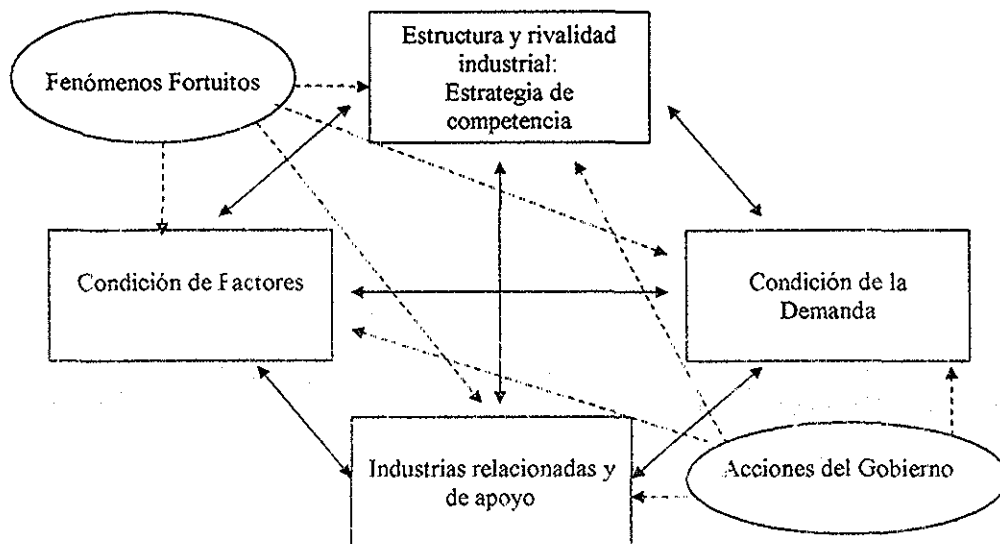 Estructura y rivalidad
industrial:
Estrategia de
competencia
Fenómenos Fortuitos
Condición de Factores
Condición de la
Demanda
Industrias relacionadas y
de apoyo
Acciones del Gobierno